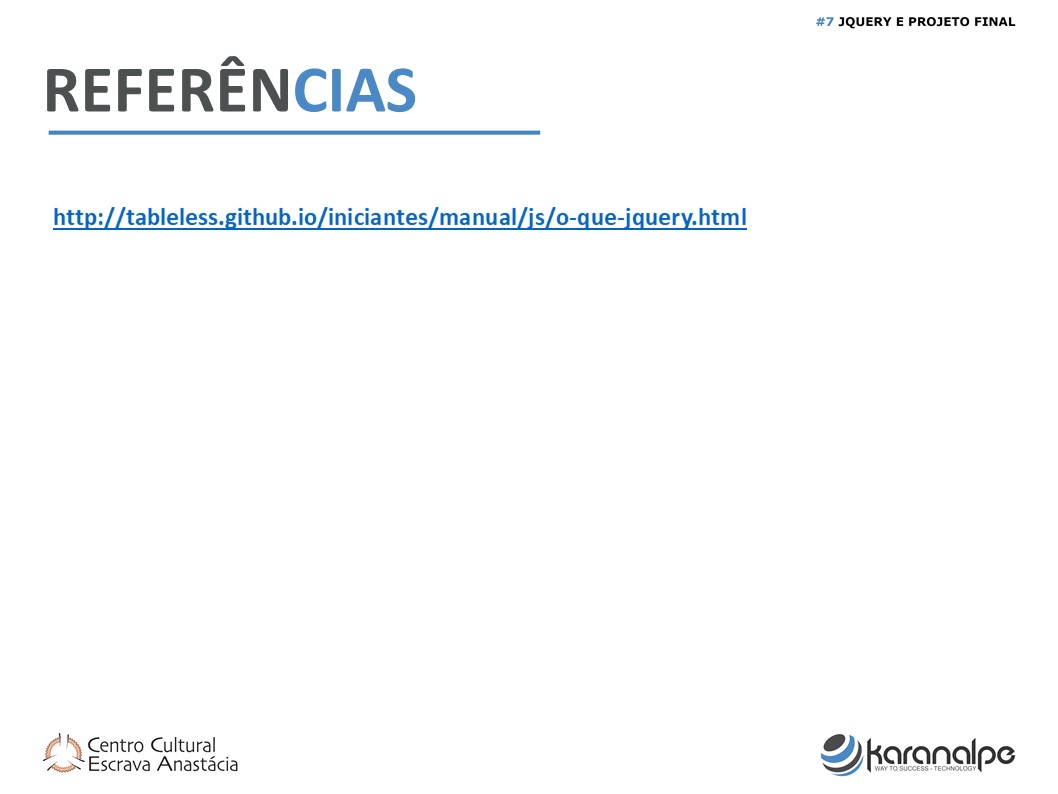 #7 JQUERY E PROJETO FINAL
REFERÊNCIAS
http://tableless.github.io/iniciantes/manual/js/o-que-jquery.html
Centro Cultural
Escrava Anastácia
karanalpe
WAY TO SUCCESS - TECHNOLOGY